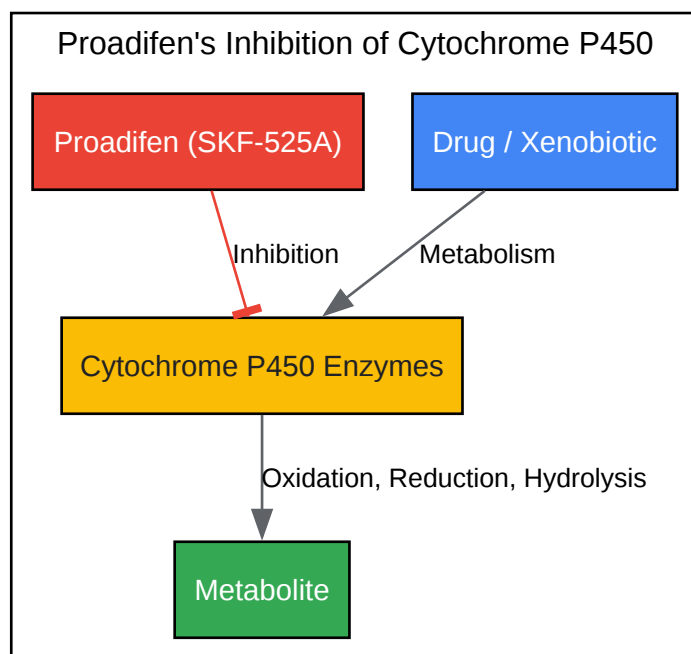 Proadifen's Inhibition of Cytochrome P450
Proadifen (SKF-525A)
Drug / Xenobiotic
Inhibition
Metabolism
Cytochrome P450 Enzymes
Oxidation, Reduction, Hydrolysis
Metabolite